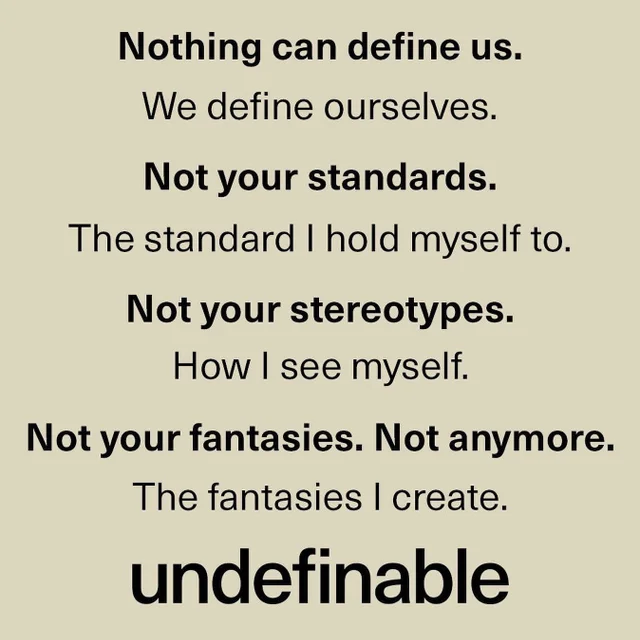 Nothing can define us.
We define ourselves.
Not your standards.
The standard I hold myself to.
Not your stereotypes.
How I see myself.
Not your fantasies. Not anymore.
The fantasies I create.
undefinable